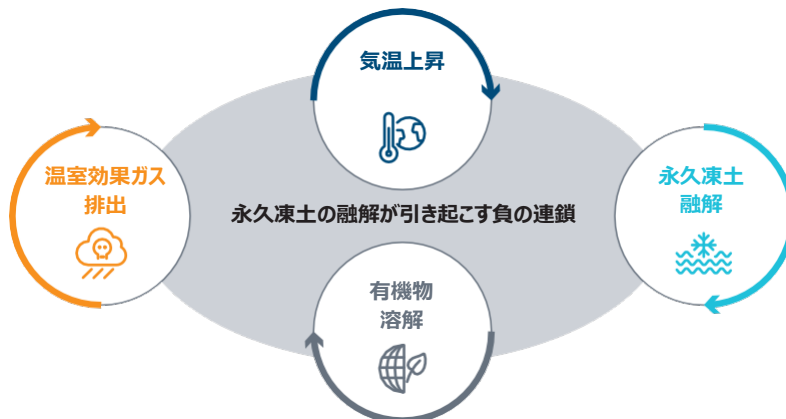 気温上昇
温室効果ガス
排出
永久凍土
融解
永久凍土の融解が引き起こす負の連鎖
有機物
溶解